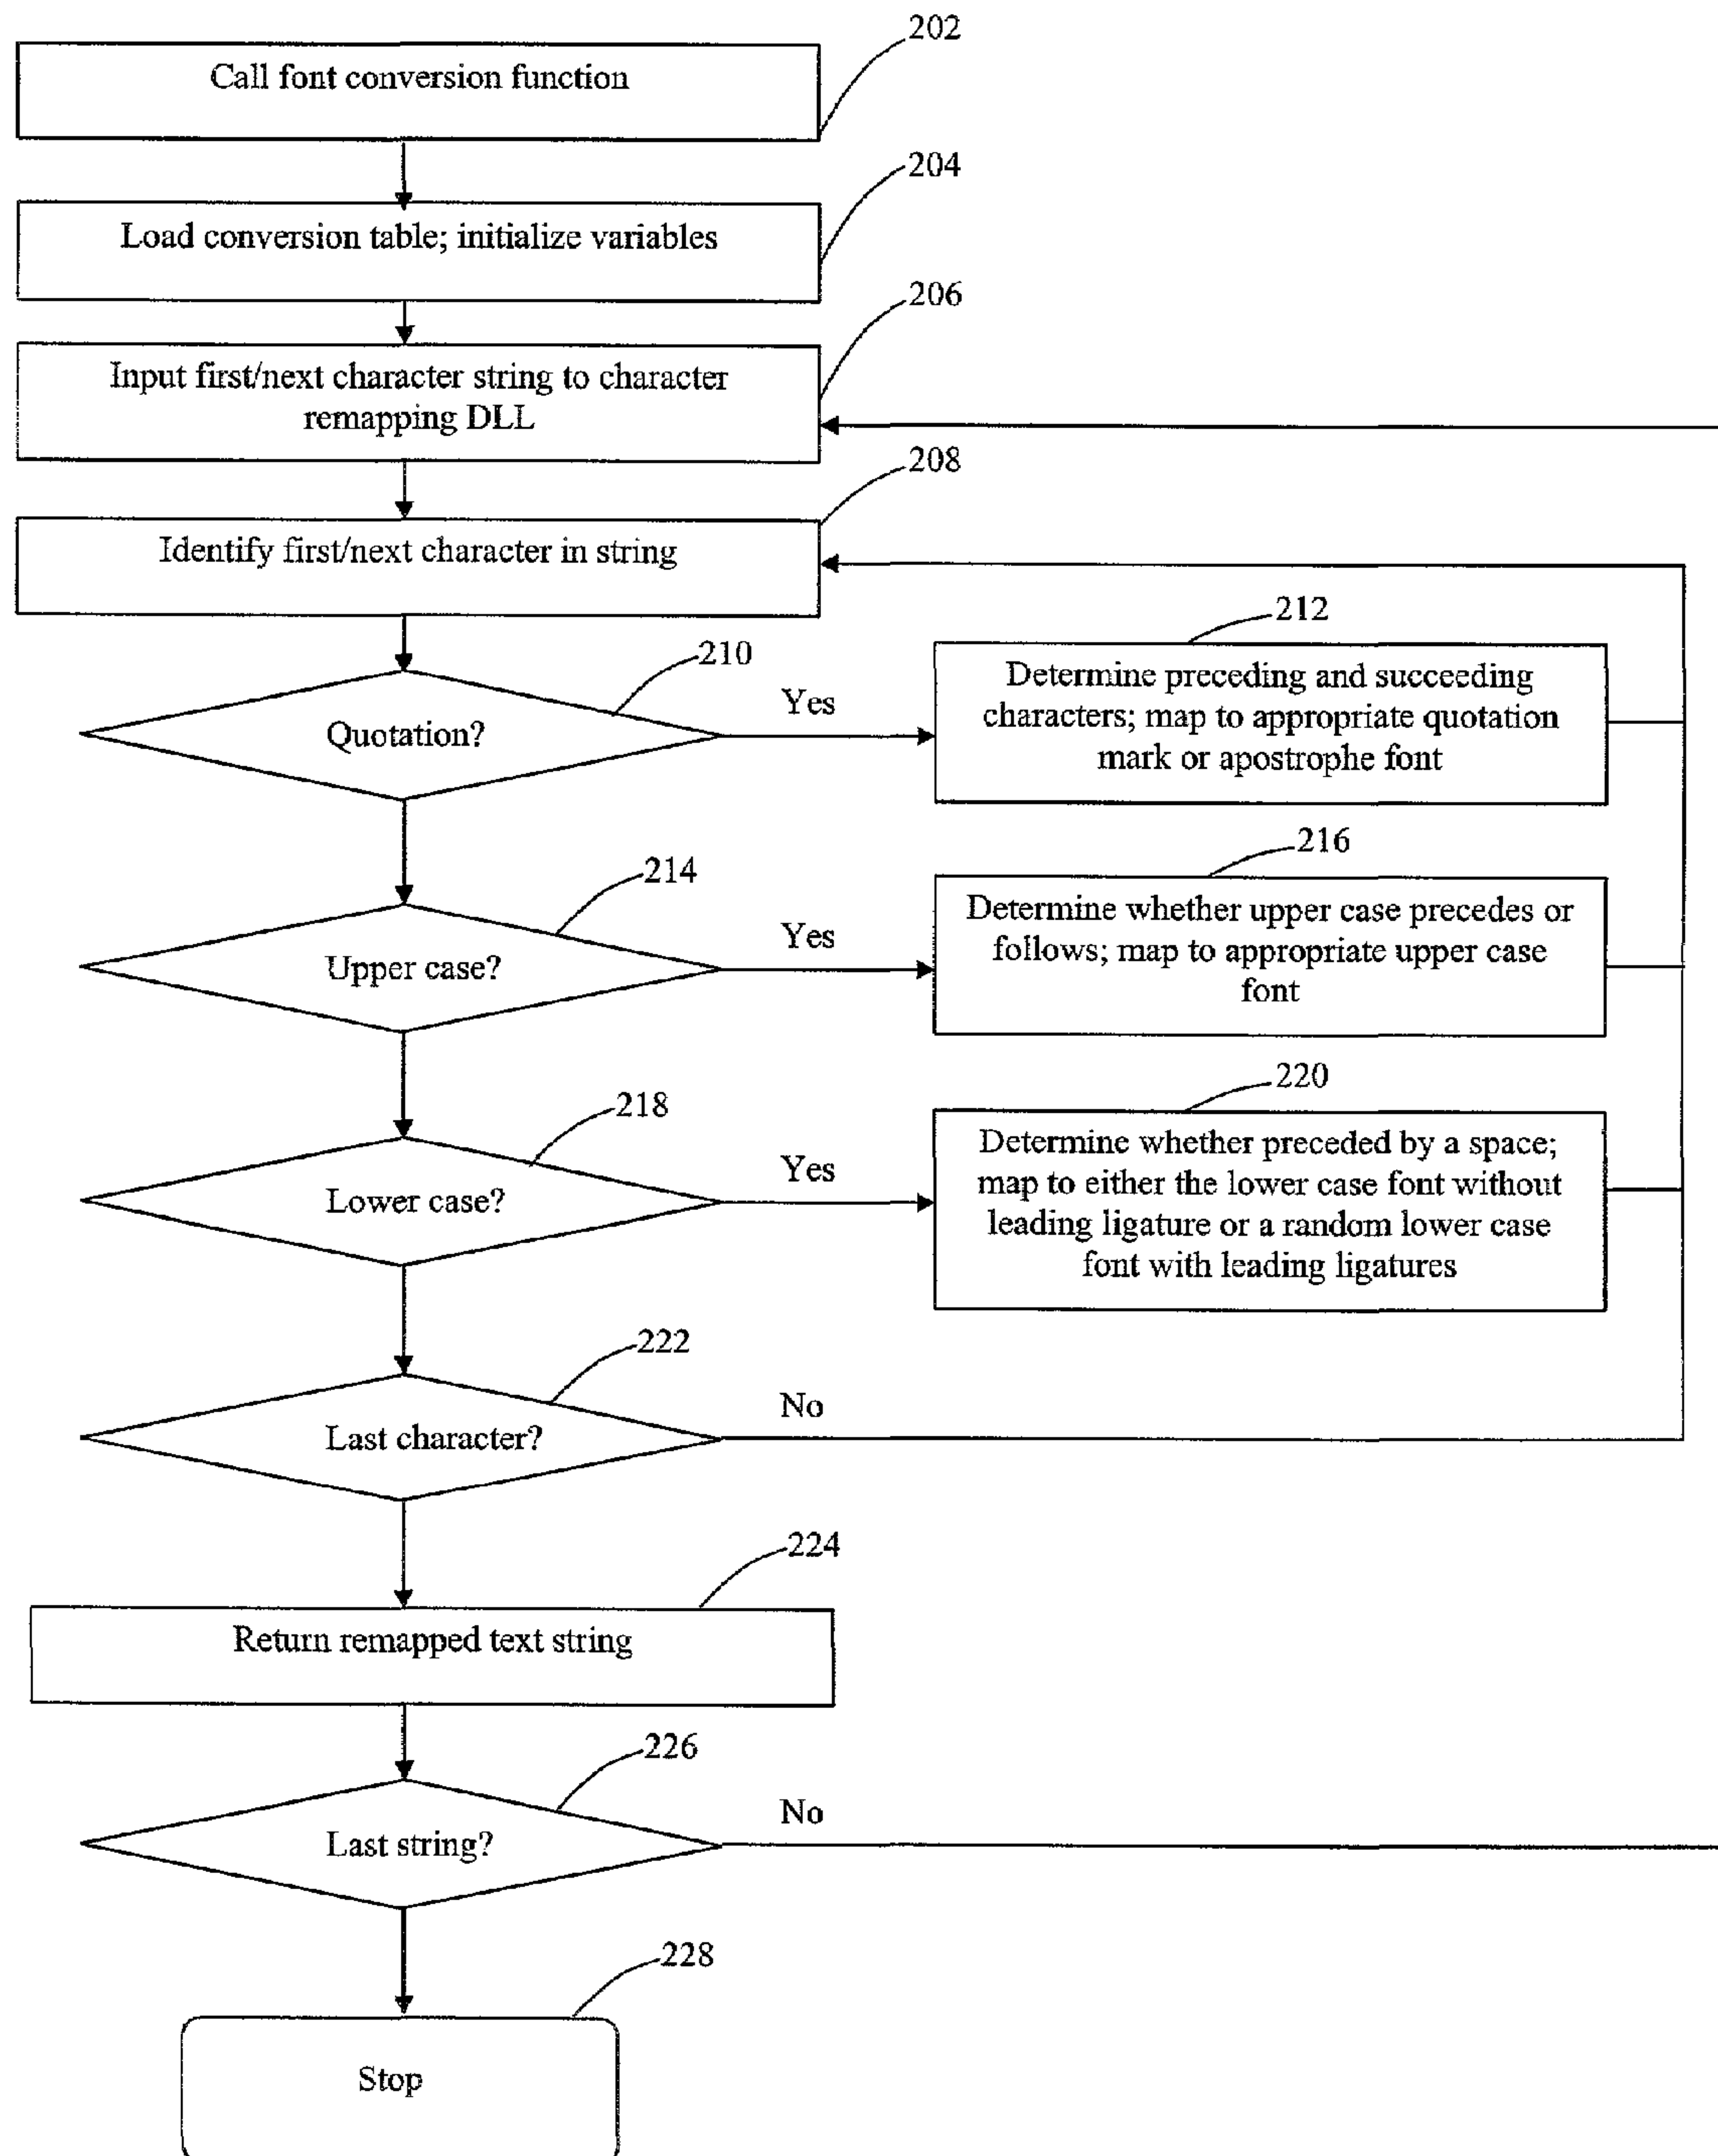 202
Call font conversion function
204
Load conversion table; initialize variables
206
Input first/next character string to character
remapping DLL
208
Identify first/next character in string
210
Quotation?
Yes
212
Determine preceding and succeeding
characters; map to appropriate quotation
mark or apostrophe font
214
Upper case?
Yes
216
Determine whether upper case precedes or
follows; map to appropriate upper case
font
218
Lower case?
Yes
220
Determine whether preceded by a space;
map to either the lower case font without
leading ligature or a random lower case
font with leading ligatures
222
Last character?
No
224
Return remapped text string
226
Last string?
No
228
Stop